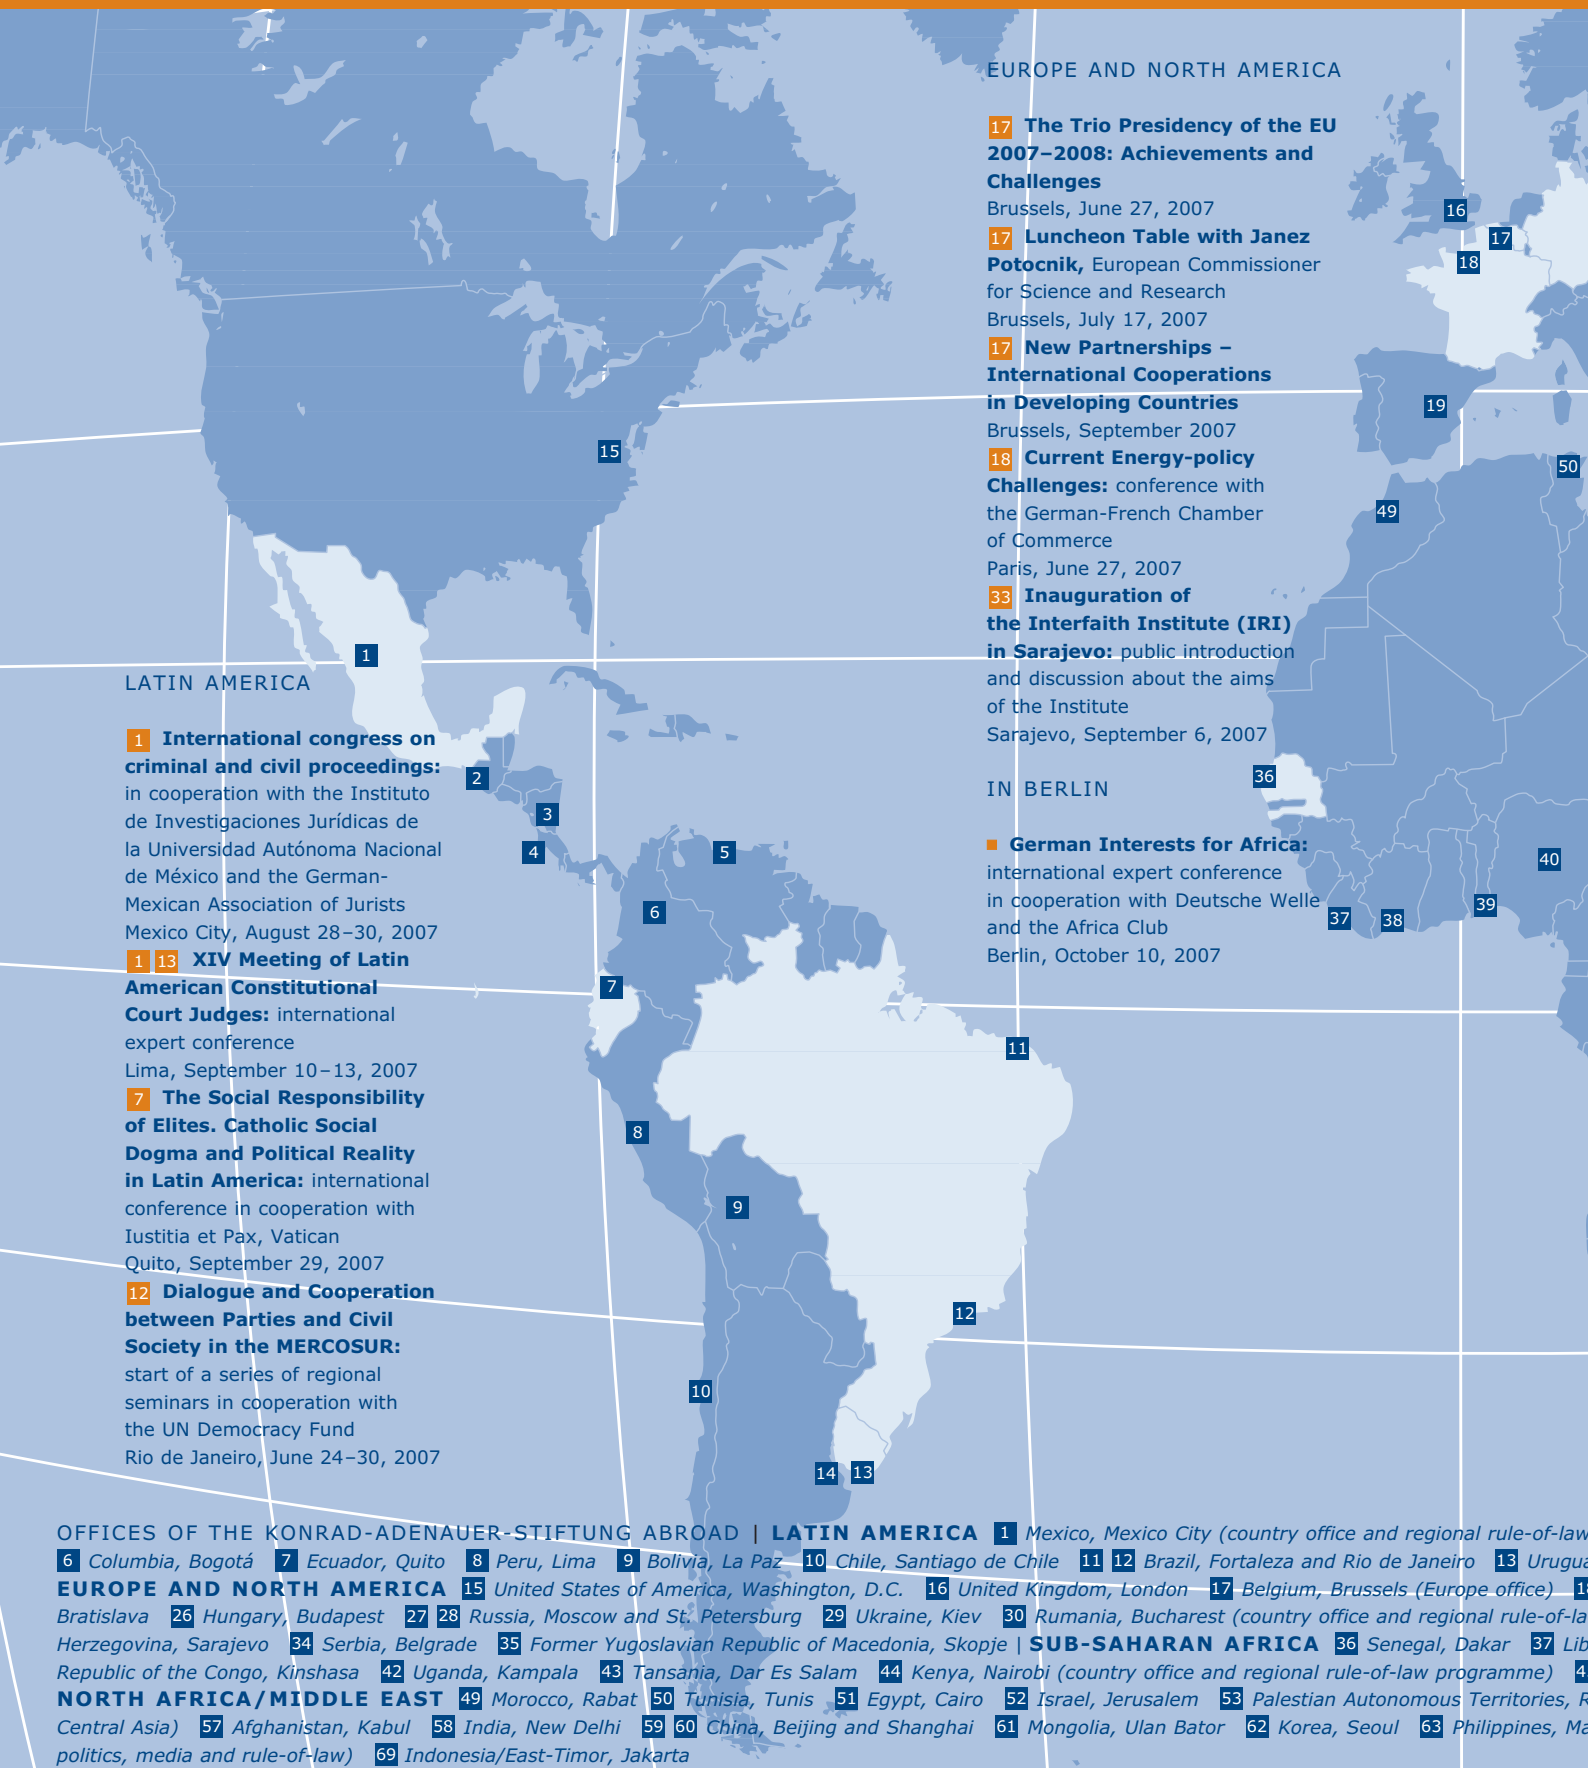 EUROPE AND NORTH AMERICA
17 The Trio Presidency of the EU
2007–2008: Achievements and
Challenges
Brussels, June 27, 2007
17 Luncheon Table with Janez
Potocnik, European Commissioner
for Science and Research
Brussels, July 17, 2007
17 New Partnerships –
International Cooperations
in Developing Countries
Brussels, September 2007
18 Current Energy-policy
Challenges: conference with
the German-French Chamber
of Commerce
Paris, June 27, 2007
33 Inauguration of
the Interfaith Institute (IRI)
in Sarajevo: public introduction
and discussion about the aims
of the Institute
Sarajevo, September 6, 2007
IN BERLIN
German Interests for Africa:
international expert conference
in cooperation with Deutsche Welle
and the Africa Club
Berlin, October 10, 2007
16
17
18
19
50
49
15
1
2
3
4
5
6
7
8
9
10
11
12
14 13
36
37
38
39
40
LATIN AMERICA
1 International congress on
criminal and civil proceedings:
in cooperation with the Instituto
de Investigaciones Jurídicas de
la Universidad Autónoma Nacional
de México and the German-
Mexican Association of Jurists
Mexico City, August 28–30, 2007
1 13 XIV Meeting of Latin
American Constitutional
Court Judges: international
expert conference
Lima, September 10–13, 2007
7 The Social Responsibility
of Elites. Catholic Social
Dogma and Political Reality
in Latin America: international
conference in cooperation with
Iustitia et Pax, Vatican
Quito, September 29, 2007
12 Dialogue and Cooperation
between Parties and Civil
Society in the MERCOSUR:
start of a series of regional
seminars in cooperation with
the UN Democracy Fund
Rio de Janeiro, June 24–30, 2007
OFFICES OF THE KONRAD-ADENAUER-STIFTUNG ABROAD | LATIN AMERICA 1 Mexico, Mexico City (country office and regional rule-of-law
6 Columbia, Bogotá 7 Ecuador, Quito 8 Peru, Lima 9 Bolivia, La Paz 10 Chile, Santiago de Chile 11 12 Brazil, Fortaleza and Rio de Janeiro 13 Urugua
EUROPE AND NORTH AMERICA 15 United States of America, Washington, D.C. 16 United Kingdom, London 17 Belgium, Brussels (Europe office) 18
Bratislava 26 Hungary, Budapest 27 28 Russia, Moscow and St. Petersburg 29 Ukraine, Kiev 30 Rumania, Bucharest (country office and regional rule-of-la
Herzegovina, Sarajevo 34 Serbia, Belgrade 35 Former Yugoslavian Republic of Macedonia, Skopje | SUB-SAHARAN AFRICA 36 Senegal, Dakar 37 Lib
Republic of the Congo, Kinshasa 42 Uganda, Kampala 43 Tansania, Dar Es Salam 44 Kenya, Nairobi (country office and regional rule-of-law programme) 4
NORTH AFRICA/MIDDLE EAST 49 Morocco, Rabat 50 Tunisia, Tunis 51 Egypt, Cairo 52 Israel, Jerusalem 53 Palestian Autonomous Territories, R
Central Asia) 57 Afghanistan, Kabul 58 India, New Delhi 59 60 China, Beijing and Shanghai 61 Mongolia, Ulan Bator 62 Korea, Seoul 63 Philippines, Ma
politics, media and rule-of-law) 69 Indonesia/East-Timor, Jakarta